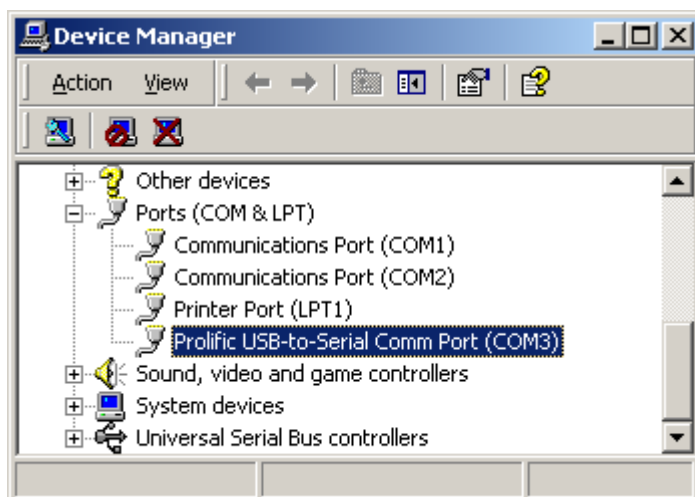 Device Manager
Action View
Other devices
Ports (COM & LPT)
Communications Port (COM1)
Communications Port (COM2)
Printer Port (LPT1)
Prolific USB-to-Serial Comm Port (COM3)
Sound, video and game controllers
System devices
Universal Serial Bus controllers